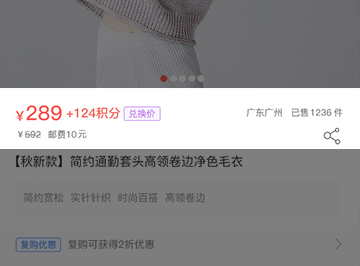 ¥289+124积分 兑换价 广东广州 已售1236 件
¥592 邮费10元
【秋新款】简约通勤套头高领卷边净色毛衣
简约宽松 实针针织 时尚百搭 高领卷边
复购优惠 复购可获得2折优惠